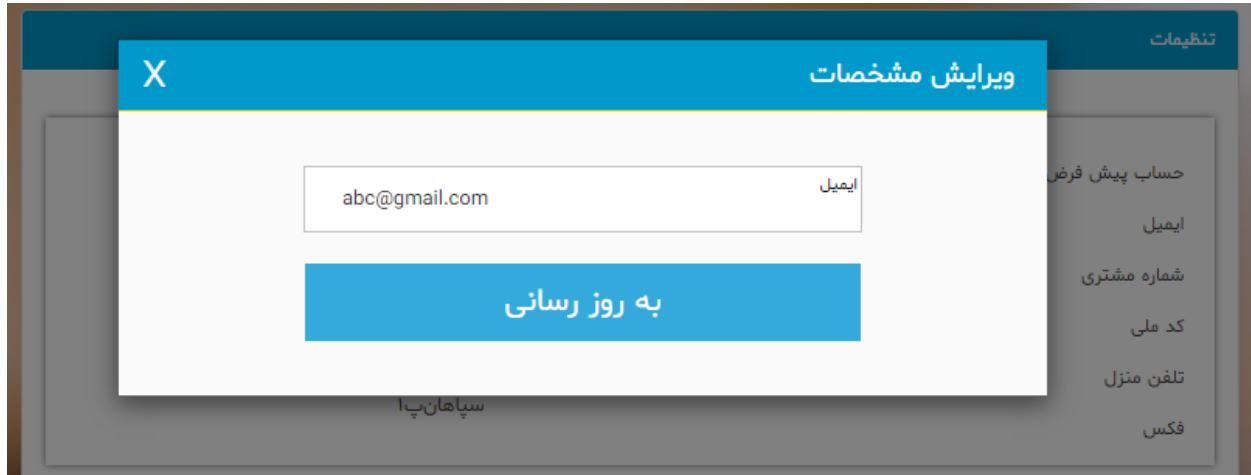 تنظیمات
ویرایش مشخصات
X
ایمیل
abc@gmail.com
به روز رسانی
حساب پیش فرض
ایمیل
شماره مشتری
کد ملی
تلفن منزل
سپاهان‌پ۱
فکس